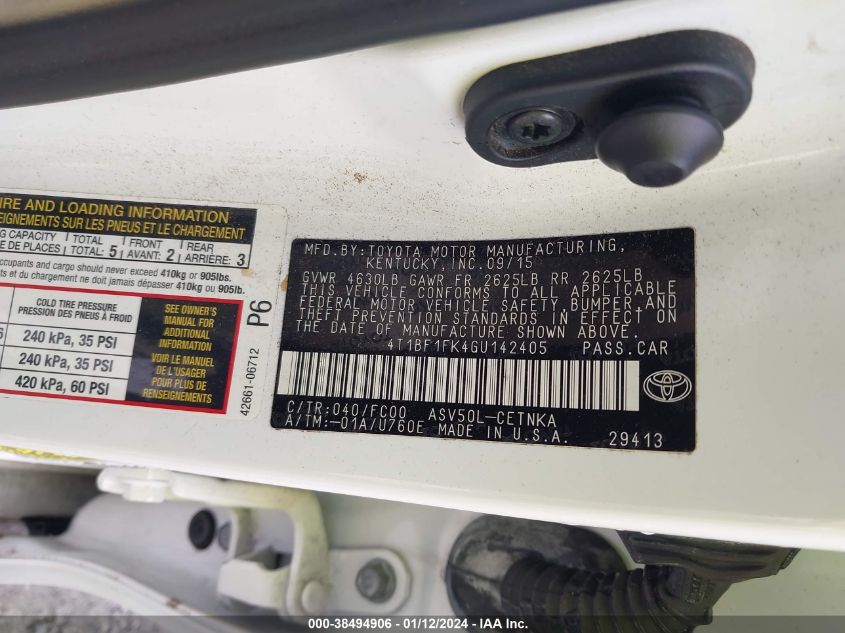 IRE AND LOADING INFORMATION
SEIGNEMENTS SUR LES PNEUS ET LE CHARGEMENT
G CAPACITY TOTAL FRONT REAR
E DE PLACES TOTAL: 5 AVANT: 2 ARRIÈRE: 3
occupants and cargo should never exceed 410kg or 905lbs.
et du chargement ne doit jamais dépasser 410kg ou 905lb.
COLD TIRE PRESSURE
PRESSION DES PNEUS À FROID
240 kPa, 35 PSI
240 kPa, 35 PSI
420 kPa, 60 PSI
SEE OWNER'S
MANUAL FOR
ADDITIONAL
INFORMATION
VOIR LE MANUEL
DE L'USAGER
POUR PLUS DE
RENSEIGNEMENTS
P6
42661-06712
MFD.BY:TOYOTA MOTOR MANUFACTURING,
KENTUCKY, INC.09/15
GVWR 4630LB GAWR FR 2625LB RR 2625LB
THIS VEHICLE CONFORMS TO ALL APPLICABLE
FEDERAL MOTOR VEHICLE SAFETY BUMPER AND
THEFT PREVENTION STANDARDS IN EFFECT ON
THE DATE OF MANUFACTURE SHOWN ABOVE.
4T1BF1FK4GU142405 PASS.CAR
C/TR:040/FC00 ASV50L-CETNKA
A/TM:-01A/U760E MADE IN U.S.A. 29413
TOYOTA
000-38494906 - 01/12/2024 - IAA Inc.